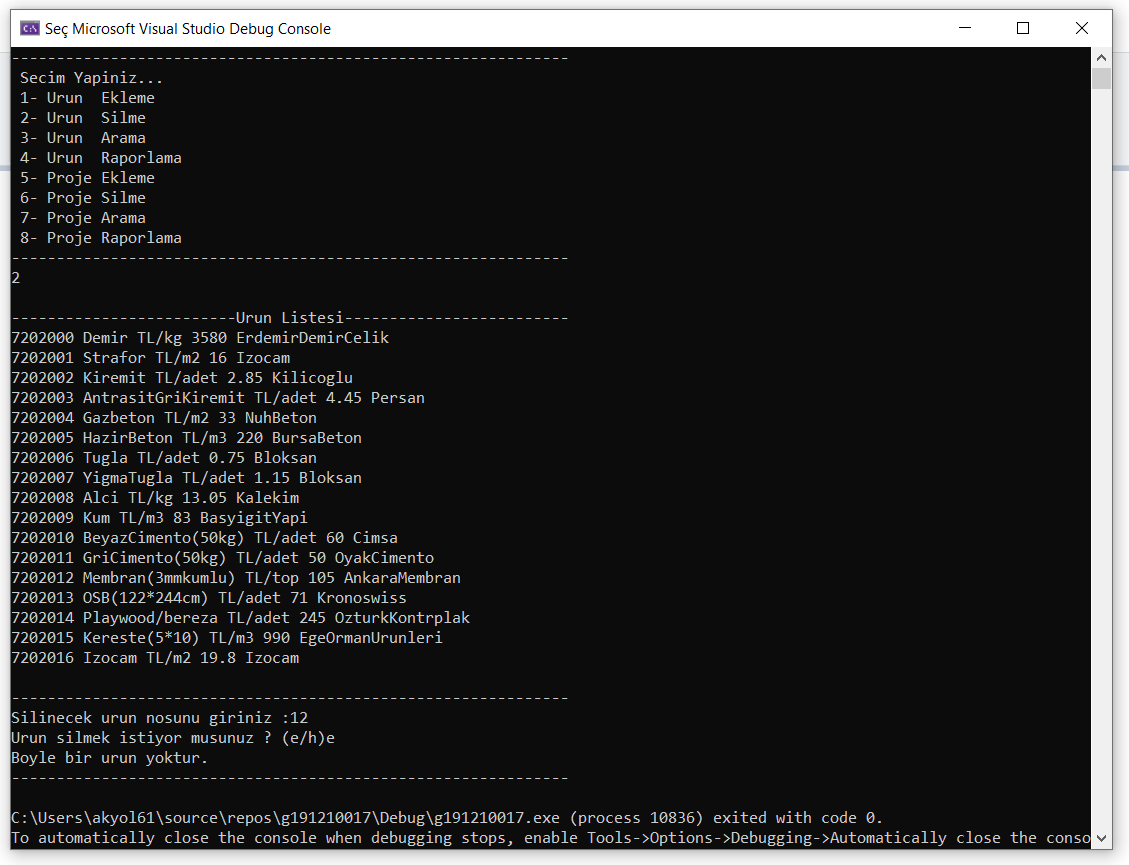 Seç Microsoft Visual Studio Debug Console
--------------------------------------------------------------
Secim Yapiniz...
1- Urun  Ekleme
2- Urun  Silme
3- Urun  Arama
4- Urun  Raporlama
5- Proje Ekleme
6- Proje Silme
7- Proje Arama
8- Proje Raporlama
--------------------------------------------------------------
2
-------------------------Urun Listesi-------------------------
7202000 Demir TL/kg 3580 ErdemirDemirCelik
7202001 Strafor TL/m2 16 Izocam
7202002 Kiremit TL/adet 2.85 Kilicoglu
7202003 AntrasitGriKiremit TL/adet 4.45 Persan
7202004 Gazbeton TL/m2 33 NuhBeton
7202005 HazirBeton TL/m3 220 BursaBeton
7202006 Tugla TL/adet 0.75 Bloksan
7202007 YigmaTugla TL/adet 1.15 Bloksan
7202008 Alci TL/kg 13.05 Kalekim
7202009 Kum TL/m3 83 BasyigitYapi
7202010 BeyazCimento(50kg) TL/adet 60 Cimsa
7202011 GriCimento(50kg) TL/adet 50 OyakCimento
7202012 Membran(3mmkumlu) TL/top 105 AnkaraMembran
7202013 OSB(122*244cm) TL/adet 71 Kronoswiss
7202014 Playwood/bereza TL/adet 245 OzturkKontrplak
7202015 Kereste(5*10) TL/m3 990 EgeOrmanUrunleri
7202016 Izocam TL/m2 19.8 Izocam
--------------------------------------------------------------
Silinecek urun nosunu giriniz :12
Urun silmek istiyor musunuz ? (e/h)e
Boyle bir urun yoktur.
--------------------------------------------------------------
C:\Users\akyol61\source\repos\g191210017\Debug\g191210017.exe (process 10836) exited with code 0.
To automatically close the console when debugging stops, enable Tools->Options->Debugging->Automatically close the conso